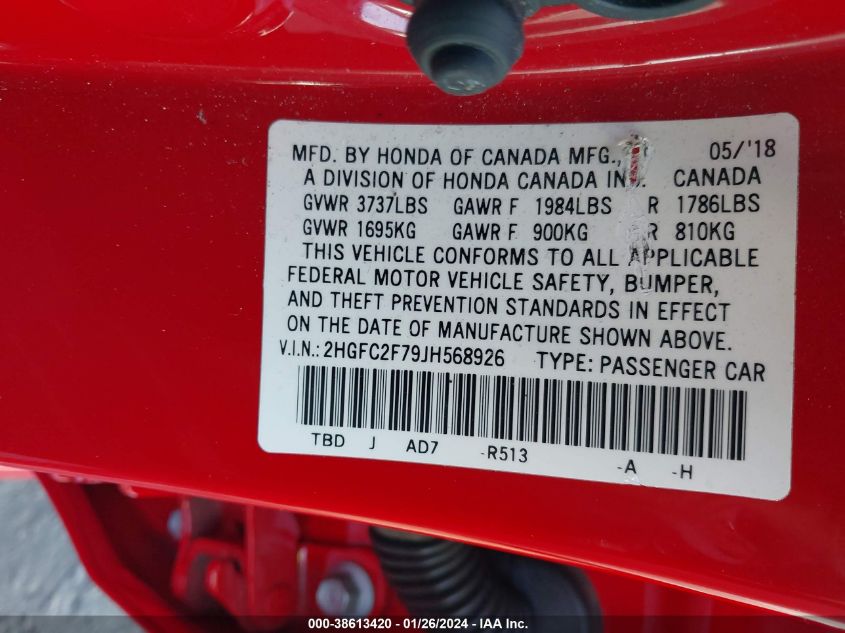 MFD. BY HONDA OF CANADA MFG., 05/'18
A DIVISION OF HONDA CANADA CANADA
GVWR 3737LBS GAWR F 1984LBS R 1786LBS
GVWR 1695KG GAWR F 900KG R 810KG
THIS VEHICLE CONFORMS TO ALL APPLICABLE
FEDERAL MOTOR VEHICLE SAFETY, BUMPER,
AND THEFT PREVENTION STANDARDS IN EFFECT
ON THE DATE OF MANUFACTURE SHOWN ABOVE.
V.I.N.: 2HGFC2F79JH568926 TYPE: PASSENGER CAR
TBD J AD7 -R513 -A -H
000-38613420 - 01/26/2024 - IAA, Inc.